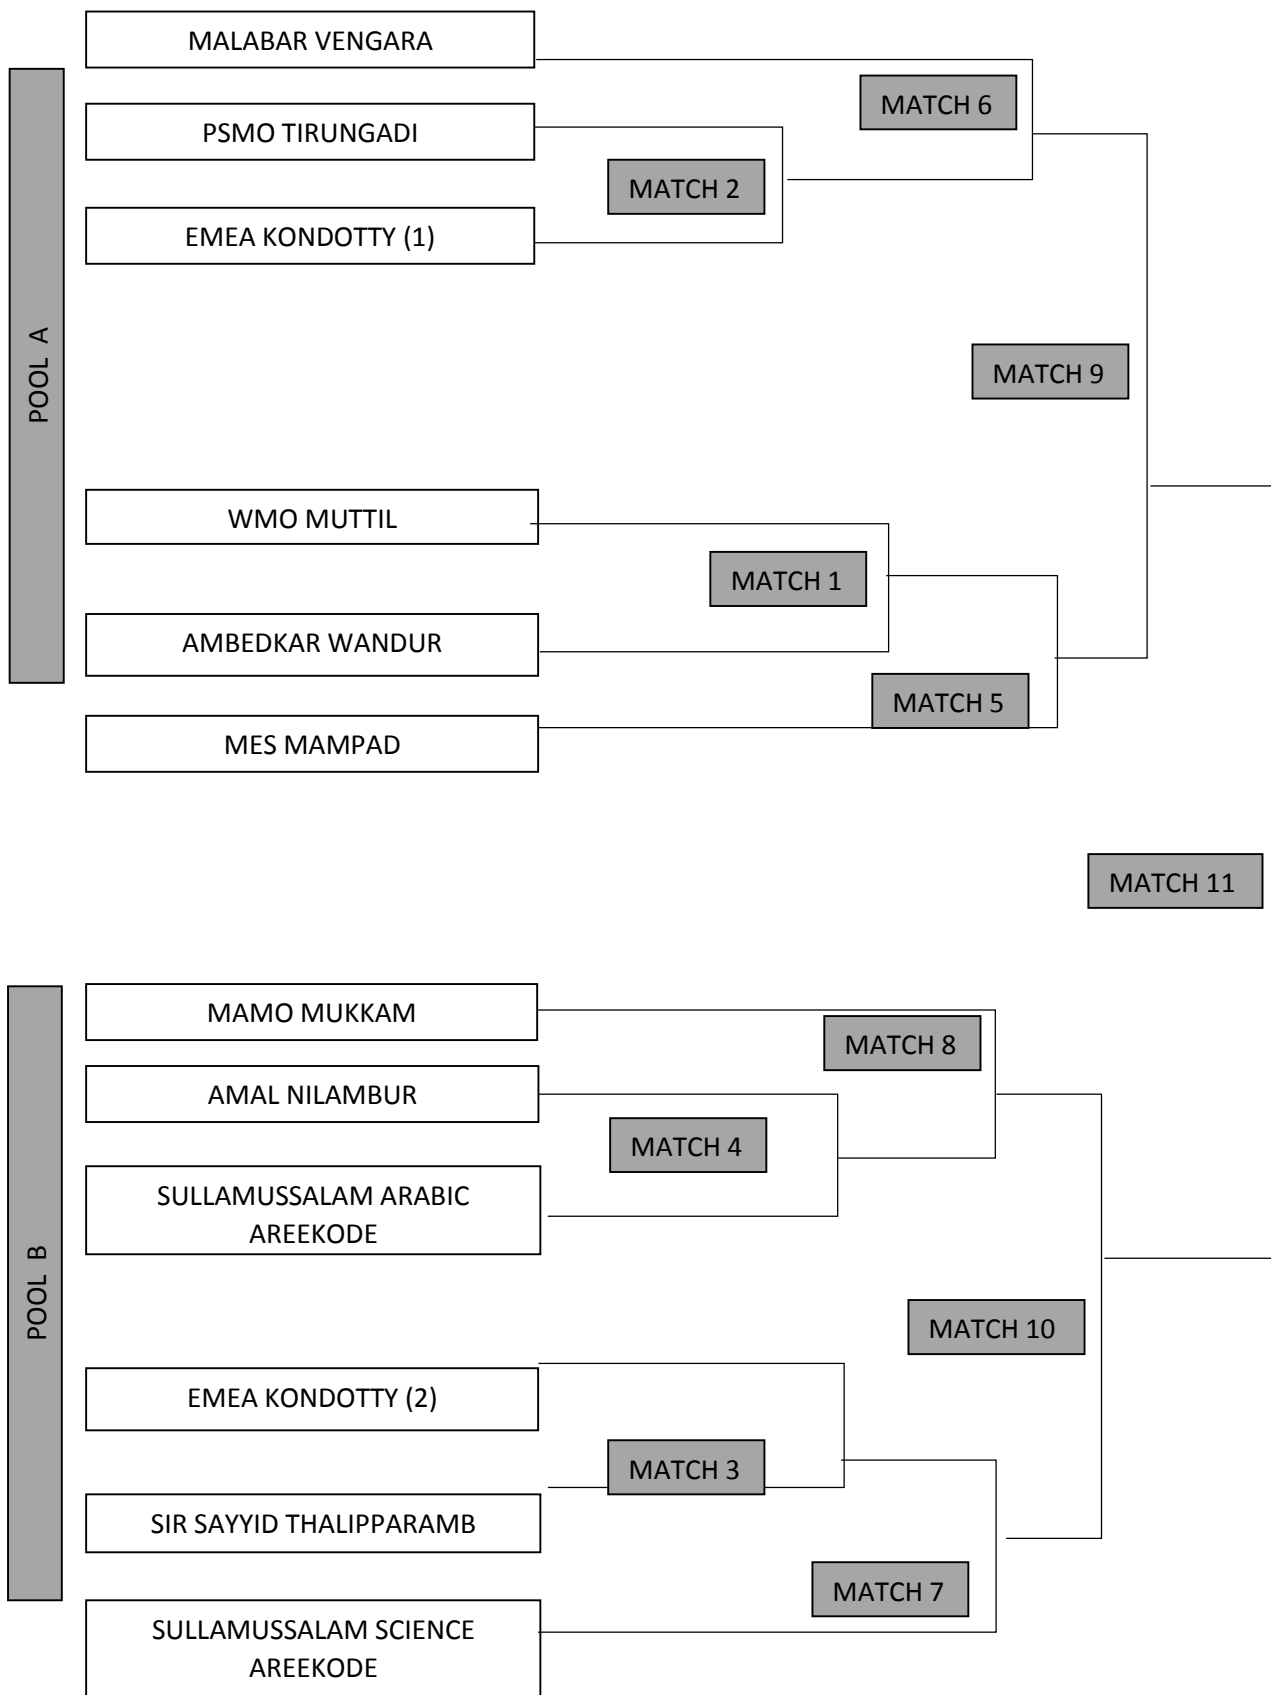 MALABAR VENGARA
MATCH 6
PSMO TIRUNGADI
MATCH 2
EMEA KONDOTTY (1)
POOL A
MATCH 9
WMO MUTTIL
MATCH 1
AMBEDKAR WANDUR
MATCH 5
MES MAMPAD
MATCH 11
MAMO MUKKAM
MATCH 8
AMAL NILAMBUR
MATCH 4
SULLAMUSSALAM ARABIC
AREEKODE
POOL B
MATCH 10
EMEA KONDOTTY (2)
MATCH 3
SIR SAYYID THALIPPARAMB
MATCH 7
SULLAMUSSALAM SCIENCE
AREEKODE